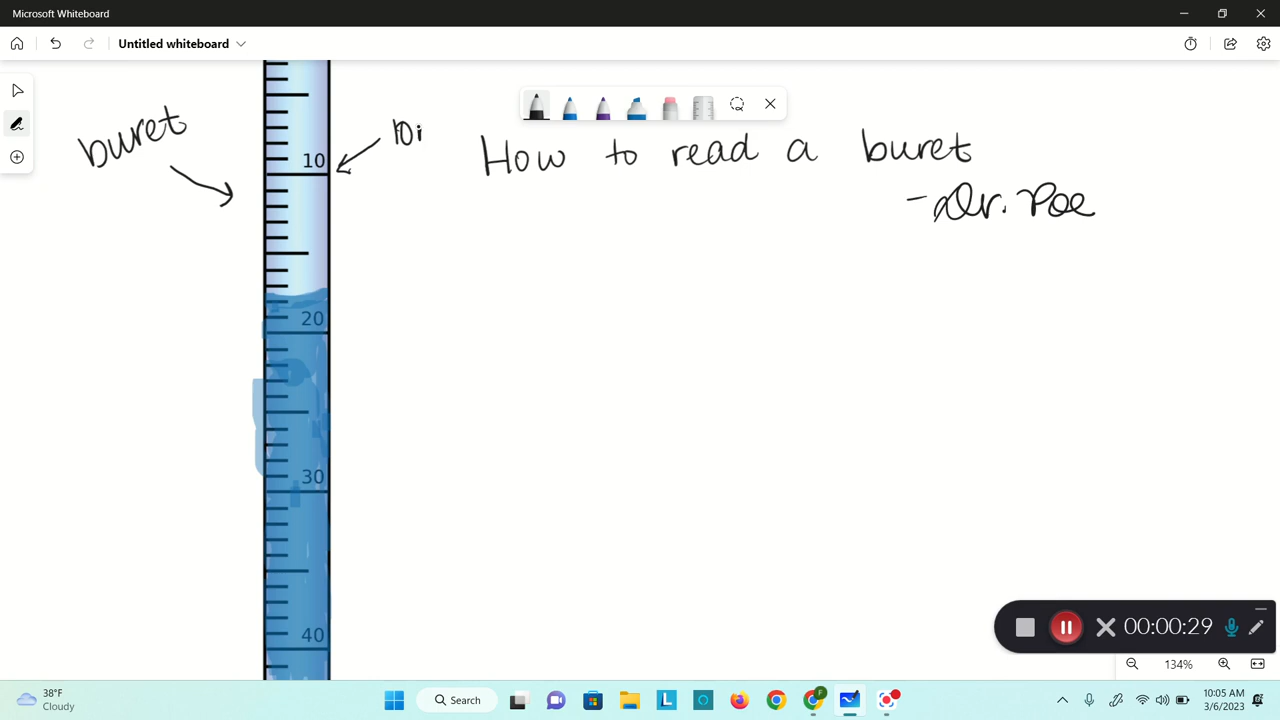 Microsoft Whiteboard
Untitled whiteboard
buret
10
How to read a buret
-Dr. Poe
20
30
40
00:00:29
134%
38°F
Cloudy
Search
10:05 AM
3/6/2023